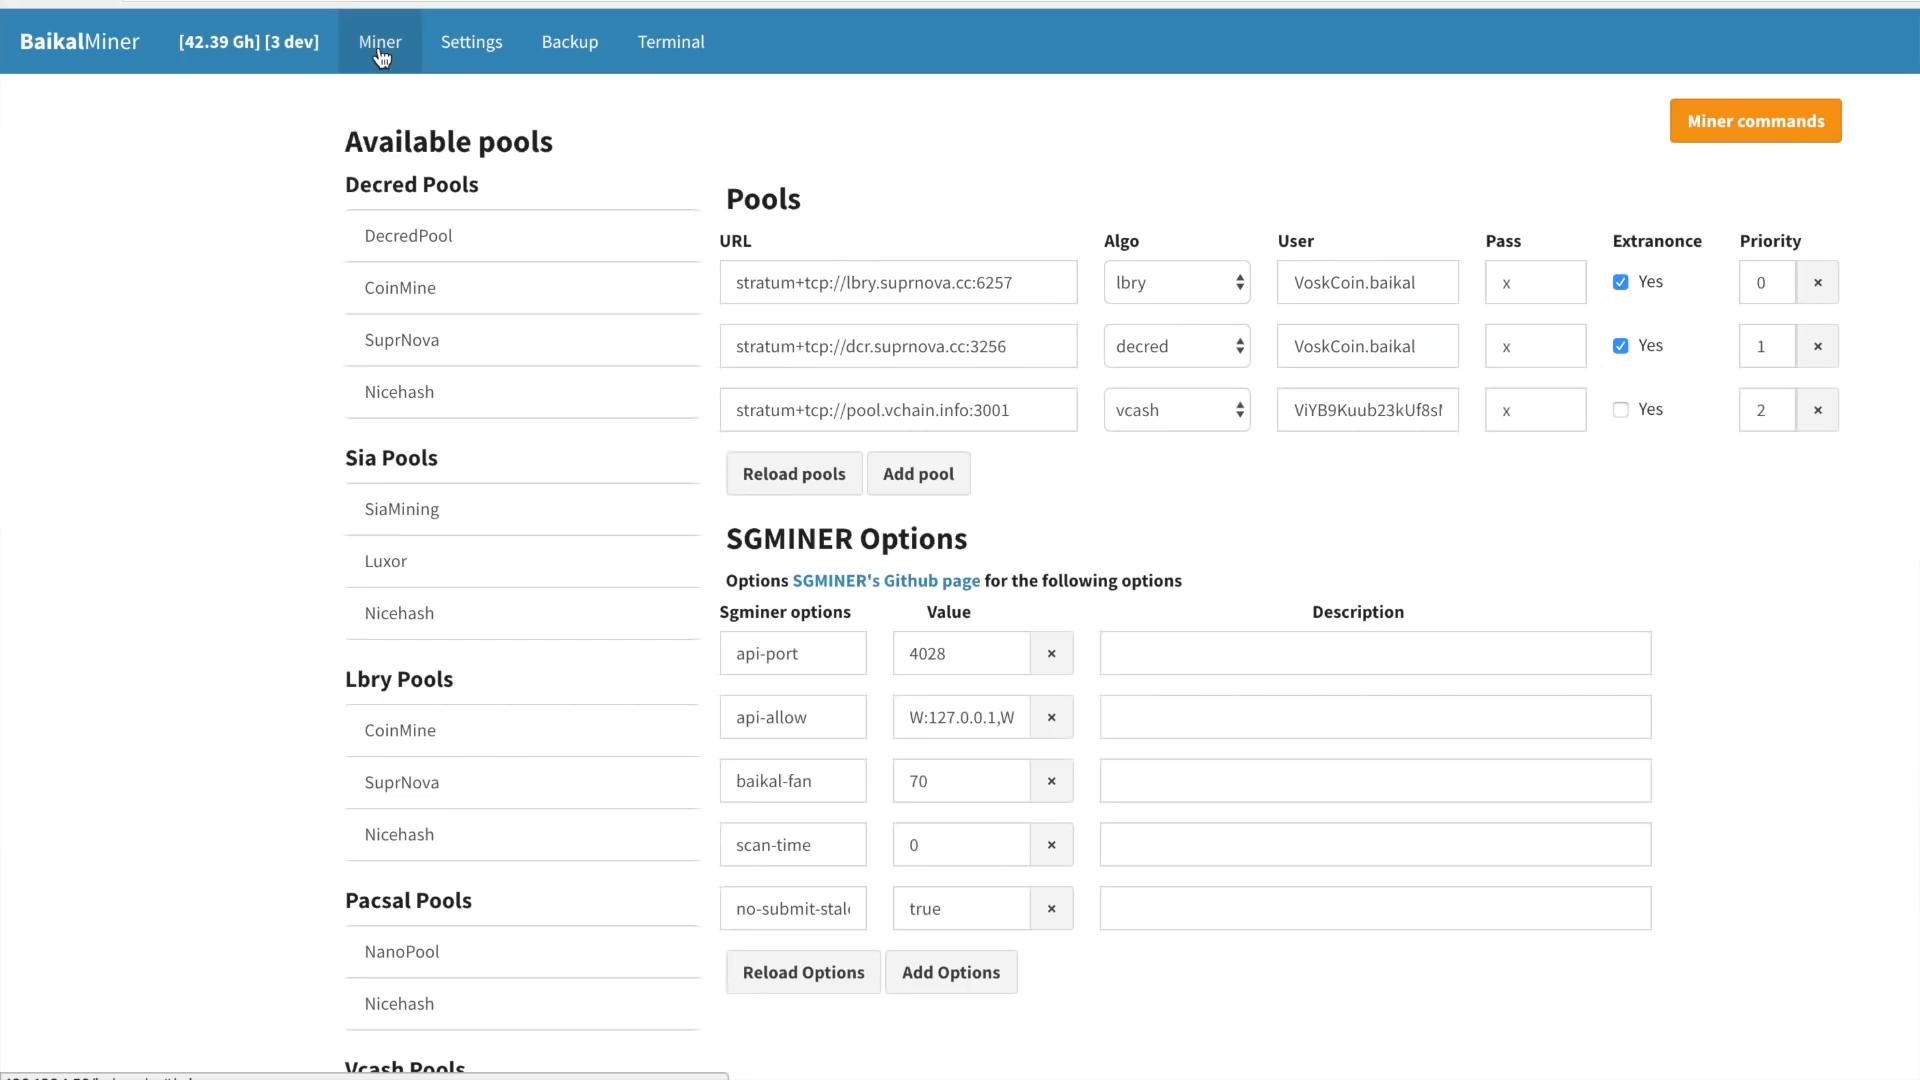 BaikalMiner [42.39 Gh] [3 dev] Miner Settings Backup Terminal
Miner commands
Available pools
Decred Pools
DecredPool
CoinMine
SuprNova
Nicehash
Sia Pools
SiaMining
Luxor
Nicehash
Lbry Pools
CoinMine
SuprNova
Nicehash
Pacsal Pools
NanoPool
Nicehash
Vcash Pools
Pools
URL Algo User Pass Extranonce Priority
stratum+tcp://lbry.suprnova.cc:6257 lbry VoskCoin.baikal x Yes 0 ×
stratum+tcp://dcr.suprnova.cc:3256 decred VoskCoin.baikal x Yes 1 ×
stratum+tcp://pool.vchain.info:3001 vcash x Yes 2 ×
Reload pools Add pool
SGMINER Options
Options SGMINER's Github page for the following options
Sgminer options Value Description
api-port 4028 ×
api-allow W:127.0.0.1,W ×
baikal-fan 70 ×
scan-time 0 ×
no-submit-stal true ×
Reload Options Add Options